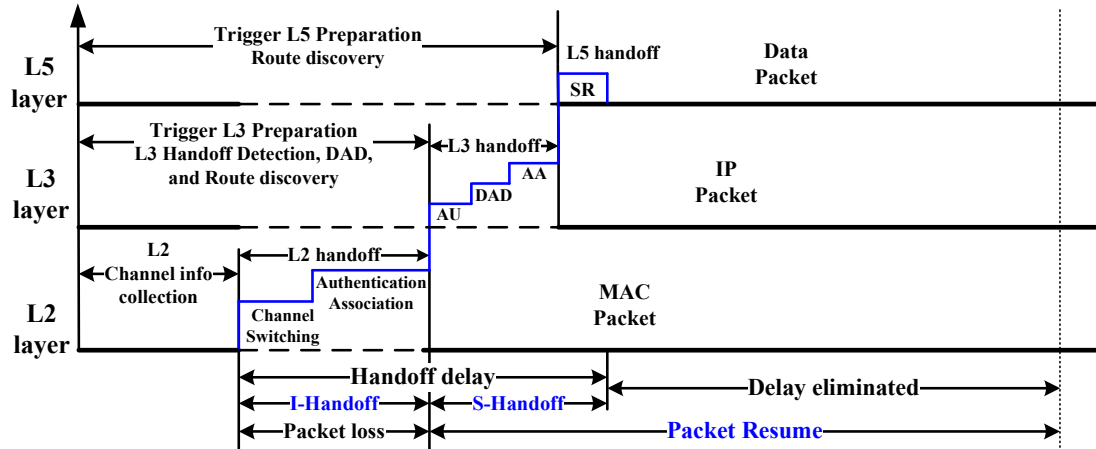 Trigger L5 Preparation
Route discovery
L5
layer
L5 handoff
SR
Data
Packet
Trigger L3 Preparation
L3 Handoff Detection, DAD,
and Route discovery
L3
layer
L3 handoff
AU
DAD
AA
IP
Packet
L2
Channel info
collection
L2
layer
L2 handoff
Channel
Switching
Authentication
Association
MAC
Packet
Handoff delay
Delay eliminated
I-Handoff
S-Handoff
Packet loss
Packet Resume